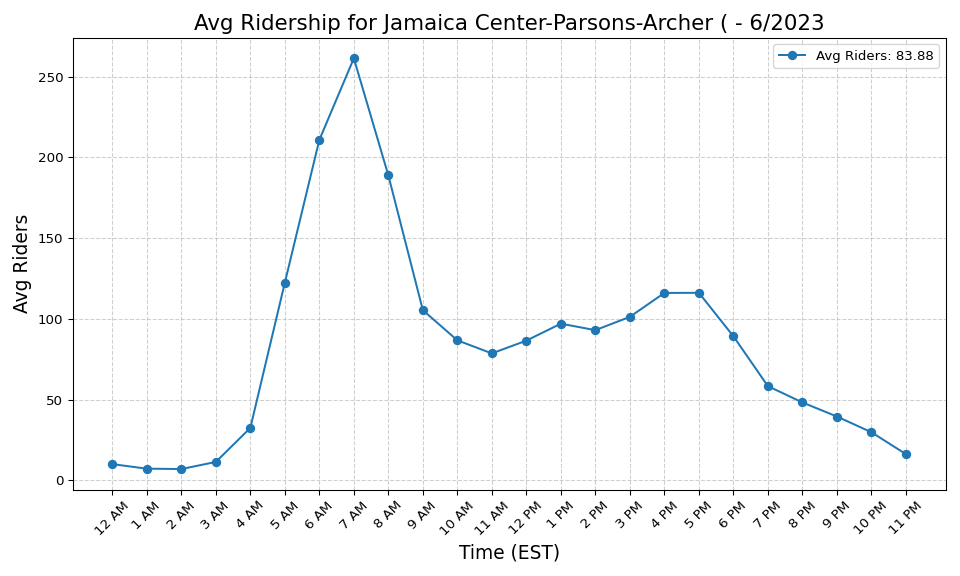 Avg Ridership for Jamaica Center-Parsons-Archer ( - 6/2023
Avg Riders: 83.88
Avg Riders
250
200
150
100
50
0
12 AM 1 AM 2 AM 3 AM 4 AM 5 AM 6 AM 7 AM 8 AM 9 AM 10 AM 11 AM 12 PM 1 PM 2 PM 3 PM 4 PM 5 PM 6 PM 7 PM 8 PM 9 PM 10 PM 11 PM
Time (EST)